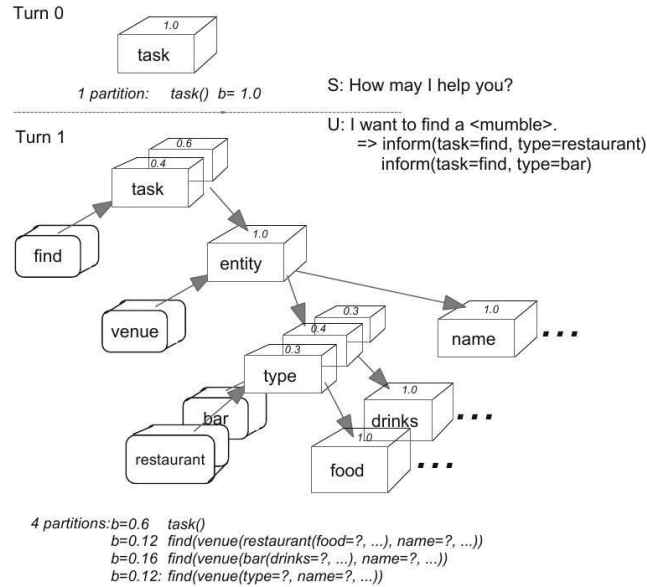 Turn 0
1.0
task
1 partition: task() b= 1.0
S: How may I help you?
Turn 1
U: I want to find a <mumble>.
=> inform(task=find, type=restaurant)
inform(task=find, type=bar)
0.6
0.4
task
find
1.0
entity
venue
0.3
0.4
0.3
type
1.0
name
...
bar
restaurant
1.0
drinks
...
1.0
food
...
4 partitions: b=0.6 task()
b=0.12 find(venue(restaurant(food=?, ...), name=?, ...))
b=0.16 find(venue(bar(drinks=?, ...), name=?, ...))
b=0.12: find(venue(type=?, name=?, ...))